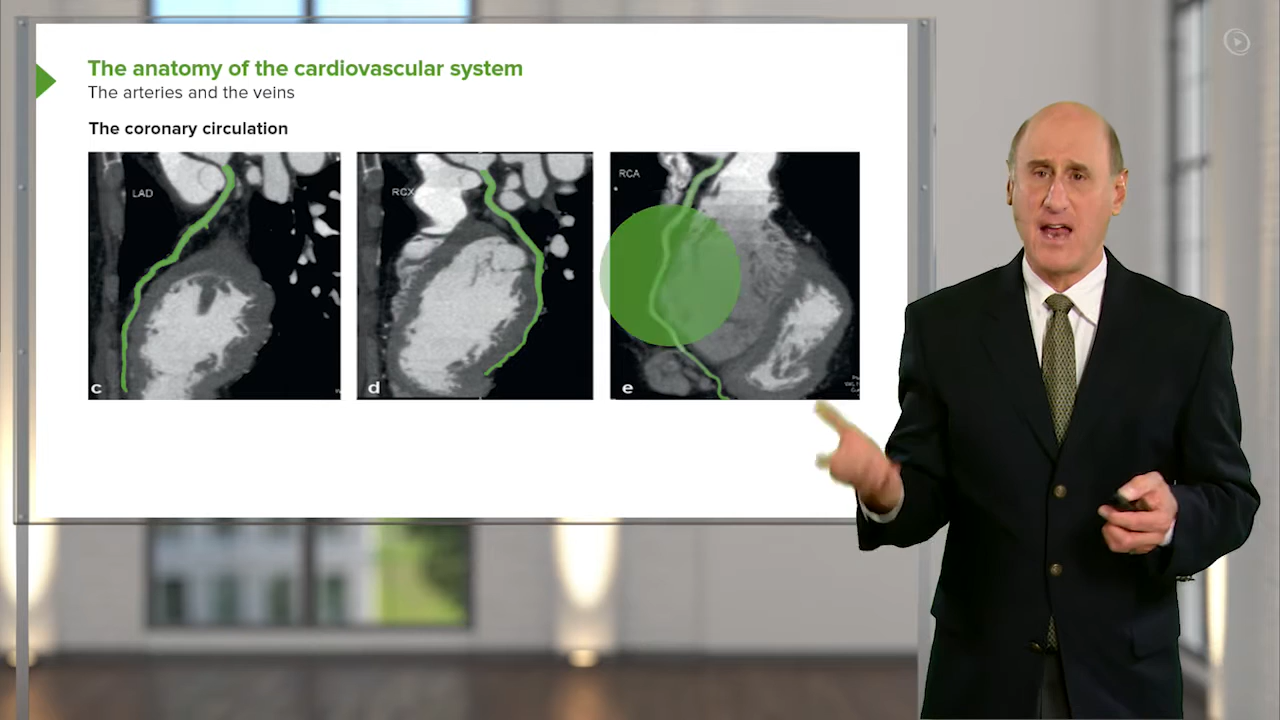 The anatomy of the cardiovascular system
The arteries and the veins
The coronary circulation
LAD
RCX
RCA
c
d
e